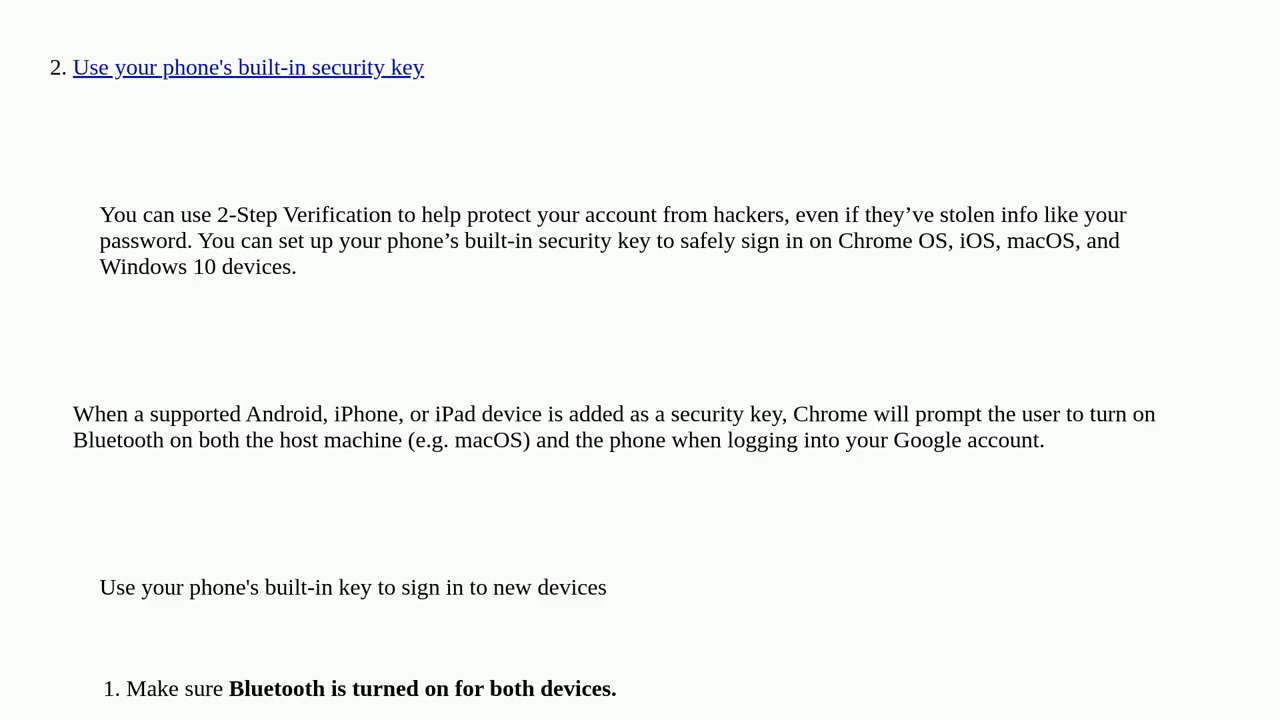 2. Use your phone's built-in security key
You can use 2-Step Verification to help protect your account from hackers, even if they’ve stolen info like your
password. You can set up your phone’s built-in security key to safely sign in on Chrome OS, iOS, macOS, and
Windows 10 devices.
When a supported Android, iPhone, or iPad device is added as a security key, Chrome will prompt the user to turn on
Bluetooth on both the host machine (e.g. macOS) and the phone when logging into your Google account.
Use your phone's built-in key to sign in to new devices
1. Make sure Bluetooth is turned on for both devices.